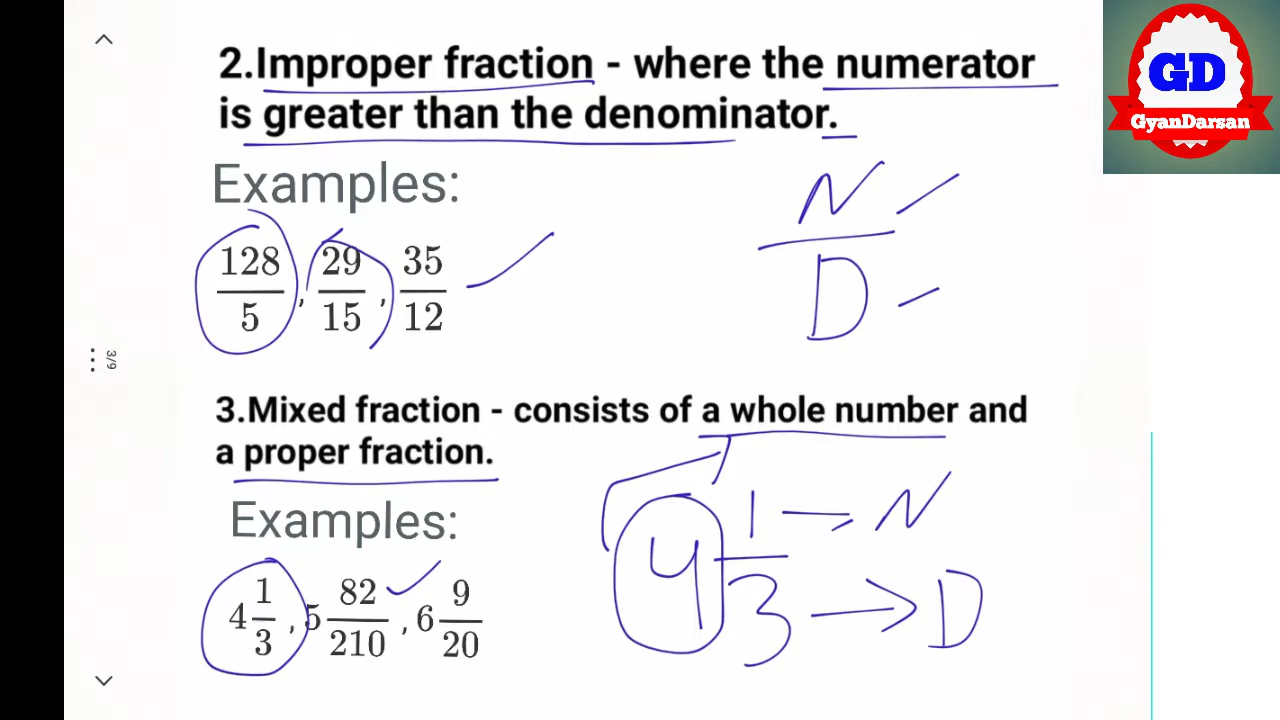 GD
GyanDarsan
2.Improper fraction - where the numerator
is greater than the denominator.
Examples:
128/5 , 29/15 , 35/12
N
D
3.Mixed fraction - consists of a whole number and
a proper fraction.
Examples:
4 1/3 , 5 82/210 , 6 9/20
4 1/3
N
D
3/9